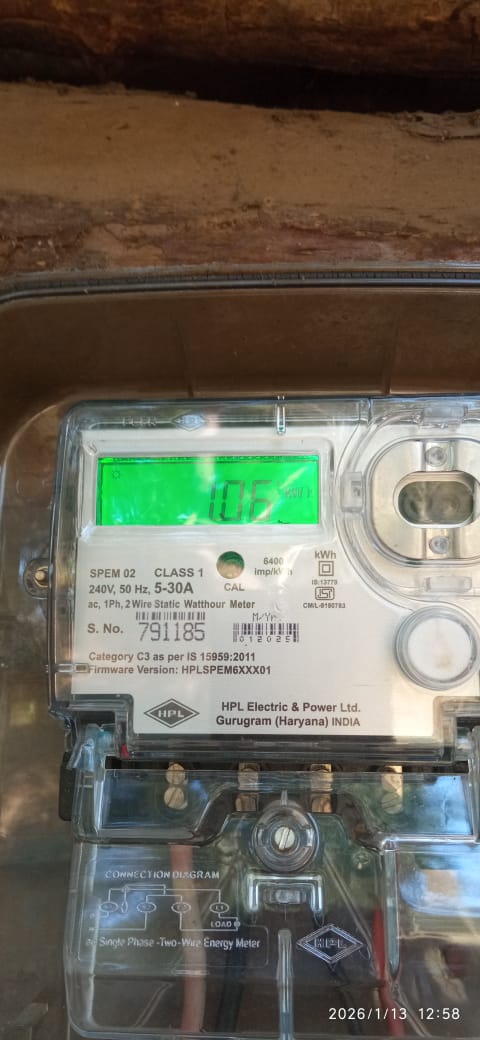 HPL
106
SPEM 02 CLASS 1
240V, 50 Hz, 5-30A
CAL
6400
imp/kWh
kWh
IS:13779
ac, 1Ph, 2 Wire Static Watthour Meter
S. No. 791185
M/Yr
Category C3 as per IS 15959:2011
Firmware Version: HPLSPEM6XXX01
HPL
HPL Electric & Power Ltd.
Gurugram (Haryana) INDIA
CONNECTION DIAGRAM
LOAD
Single Phase -Two-Wire Energy Meter
HPL
2026/1/13 12:58